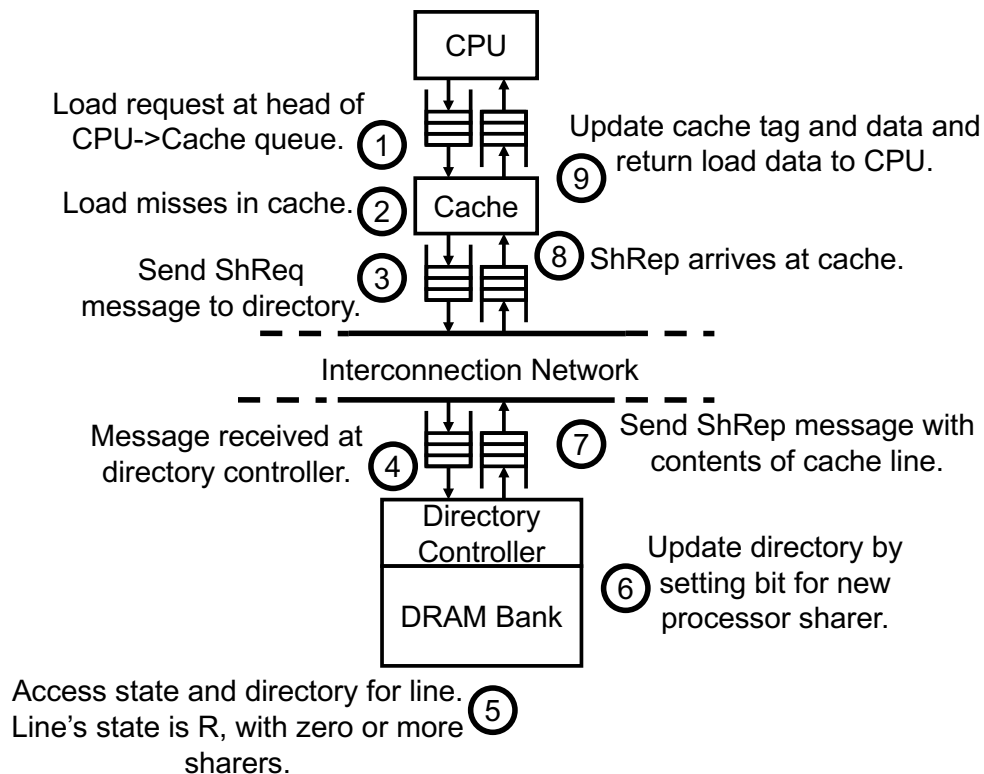 CPU
Load request at head of
CPU->Cache queue.
1
Update cache tag and data and
return load data to CPU.
9
Load misses in cache.
2
Cache
8
ShRep arrives at cache.
Send ShReq
message to directory.
3
Interconnection Network
Message received at
directory controller.
4
7
Send ShRep message with
contents of cache line.
Directory
Controller
DRAM Bank
6
Update directory by
setting bit for new
processor sharer.
Access state and directory for line.
Line's state is R, with zero or more
sharers.
5